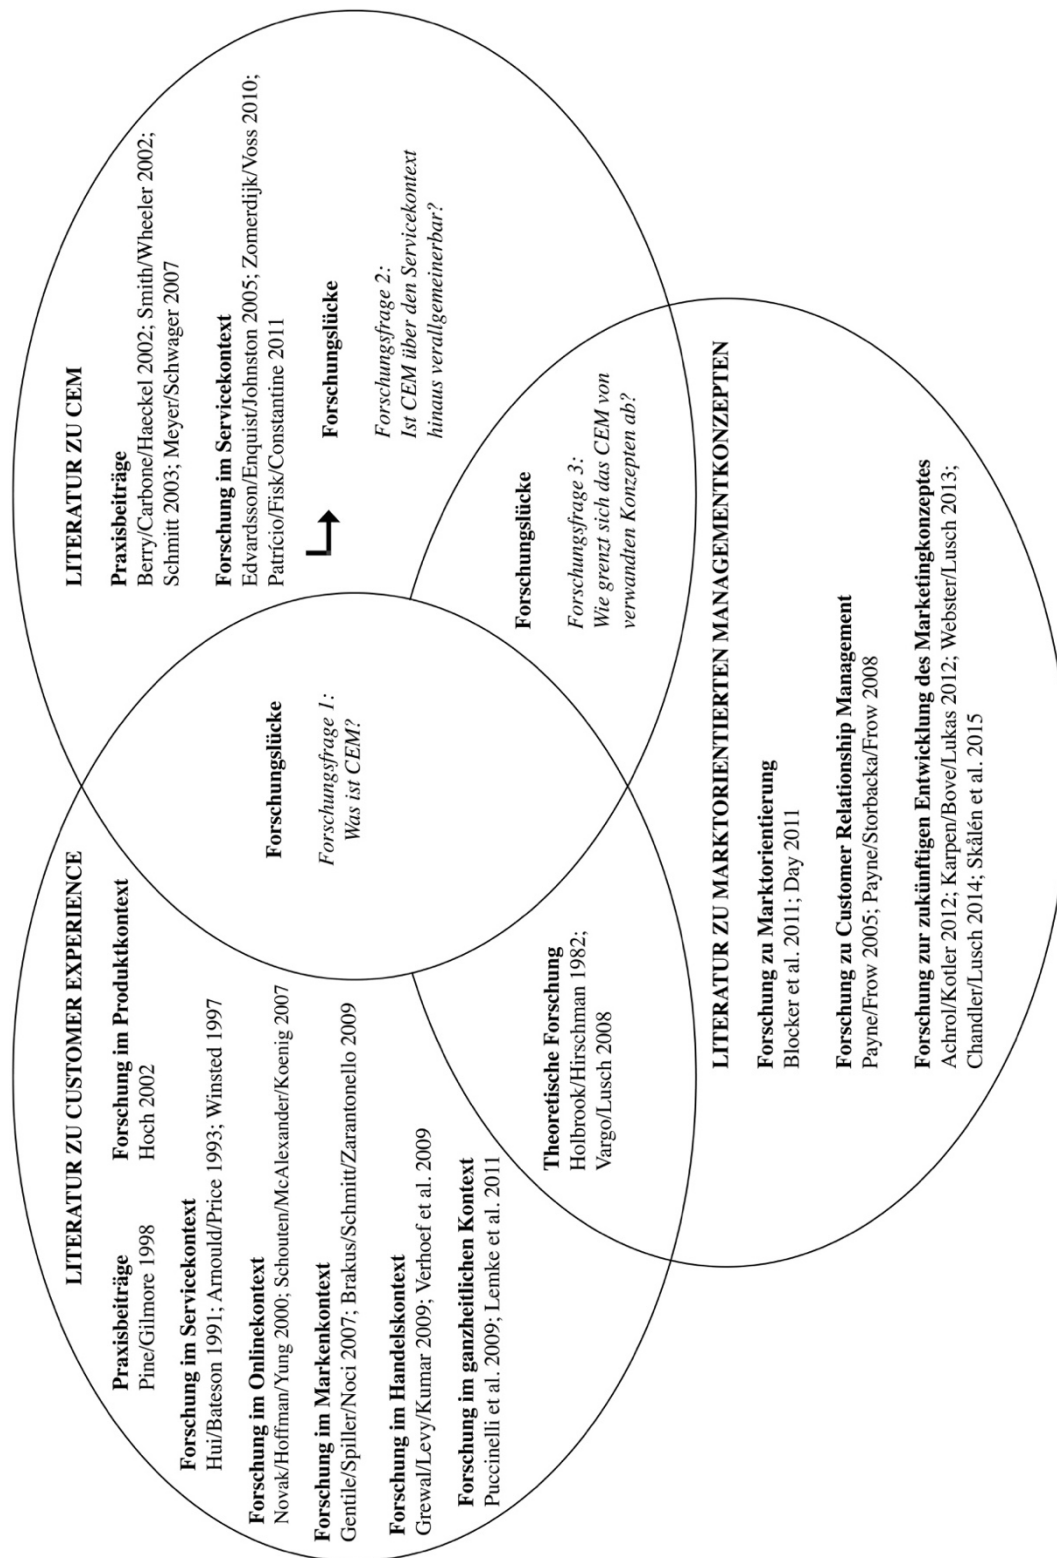 LITERATUR ZU CUSTOMER EXPERIENCE
Praxisbeiträge
Pine/Gilmore 1998
Forschung im Produktkontext
Hoch 2002
Forschung im Servicekontext
Hui/Bateson 1991; Arnould/Price 1993; Winsted 1997
Forschung im Onlinekontext
Novak/Hoffman/Yung 2000; Schouten/McAlexander/Koenig 2007
Forschung im Markenkontext
Gentile/Spiller/Noci 2007; Brakus/Schmitt/Zarantonello 2009
Forschung im Handelskontext
Grewal/Levy/Kumar 2009; Verhoef et al. 2009
Forschung im ganzheitlichen Kontext
Puccinelli et al. 2009; Lemke et al. 2011
Forschungslücke
Forschungsfrage 1:
Was ist CEM?
LITERATUR ZU CEM
Praxisbeiträge
Berry/Carbone/Haeckel 2002; Smith/Wheeler 2002;
Schmitt 2003; Meyer/Schwager 2007
Forschung im Servicekontext
Edvardsson/Enquist/Johnston 2005; Zomerdijk/Voss 2010;
Patrício/Fisk/Constantine 2011
Forschungslücke
Forschungsfrage 2:
Ist CEM über den Servicekontext
hinaus verallgemeinerbar?
Theoretische Forschung
Holbrook/Hirschman 1982;
Vargo/Lusch 2008
Forschungslücke
Forschungsfrage 3:
Wie grenzt sich das CEM von
verwandten Konzepten ab?
LITERATUR ZU MARKTORIENTIERTEN MANAGEMENTKONZEPTEN
Forschung zu Marktorientierung
Blocker et al. 2011; Day 2011
Forschung zu Customer Relationship Management
Payne/Frow 2005; Payne/Storbacka/Frow 2008
Forschung zur zukünftigen Entwicklung des Marketingkonzeptes
Achrol/Kotler 2012; Karpen/Bove/Lukas 2012; Webster/Lusch 2013;
Chandler/Lusch 2014; Skålén et al. 2015